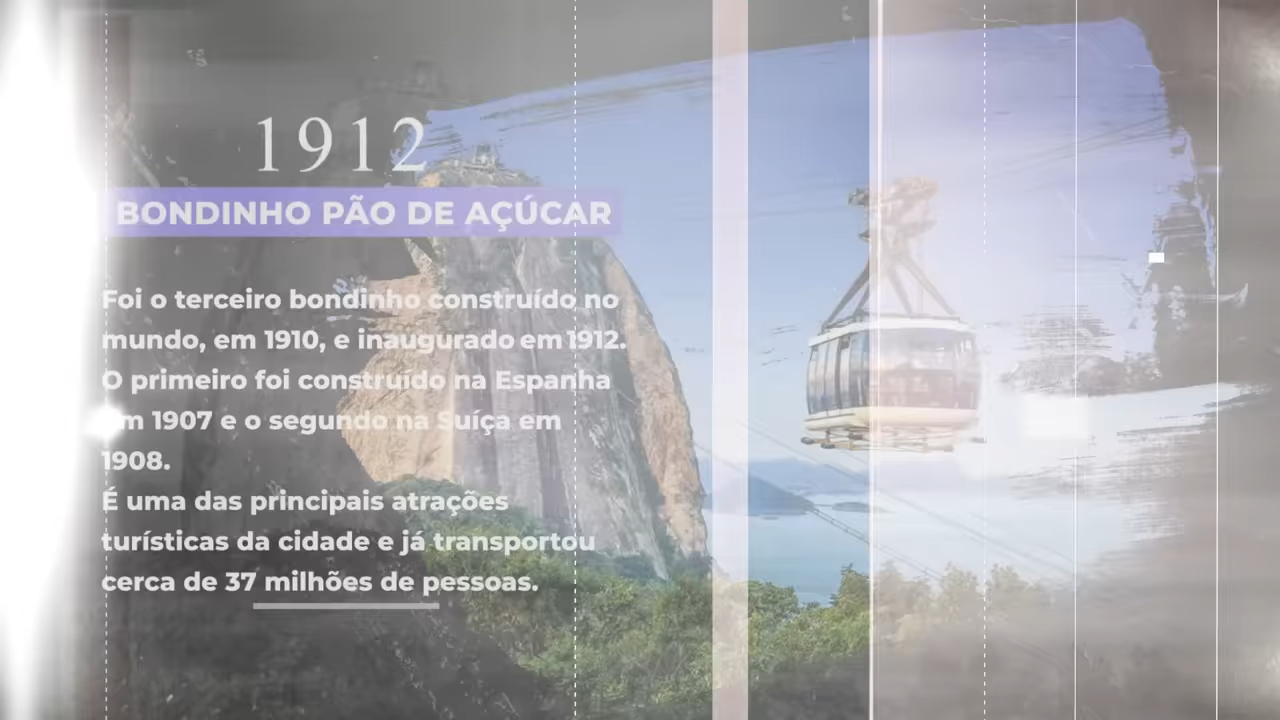 1912
BONDINHO PÃO DE AÇÚCAR
Foi o terceiro bondinho construído no
mundo, em 1910, e inaugurado em 1912.
O primeiro foi construído na Espanha
em 1907 e o segundo na Suíça em
1908.
É uma das principais atrações
turísticas da cidade e já transportou
cerca de 37 milhões de pessoas.